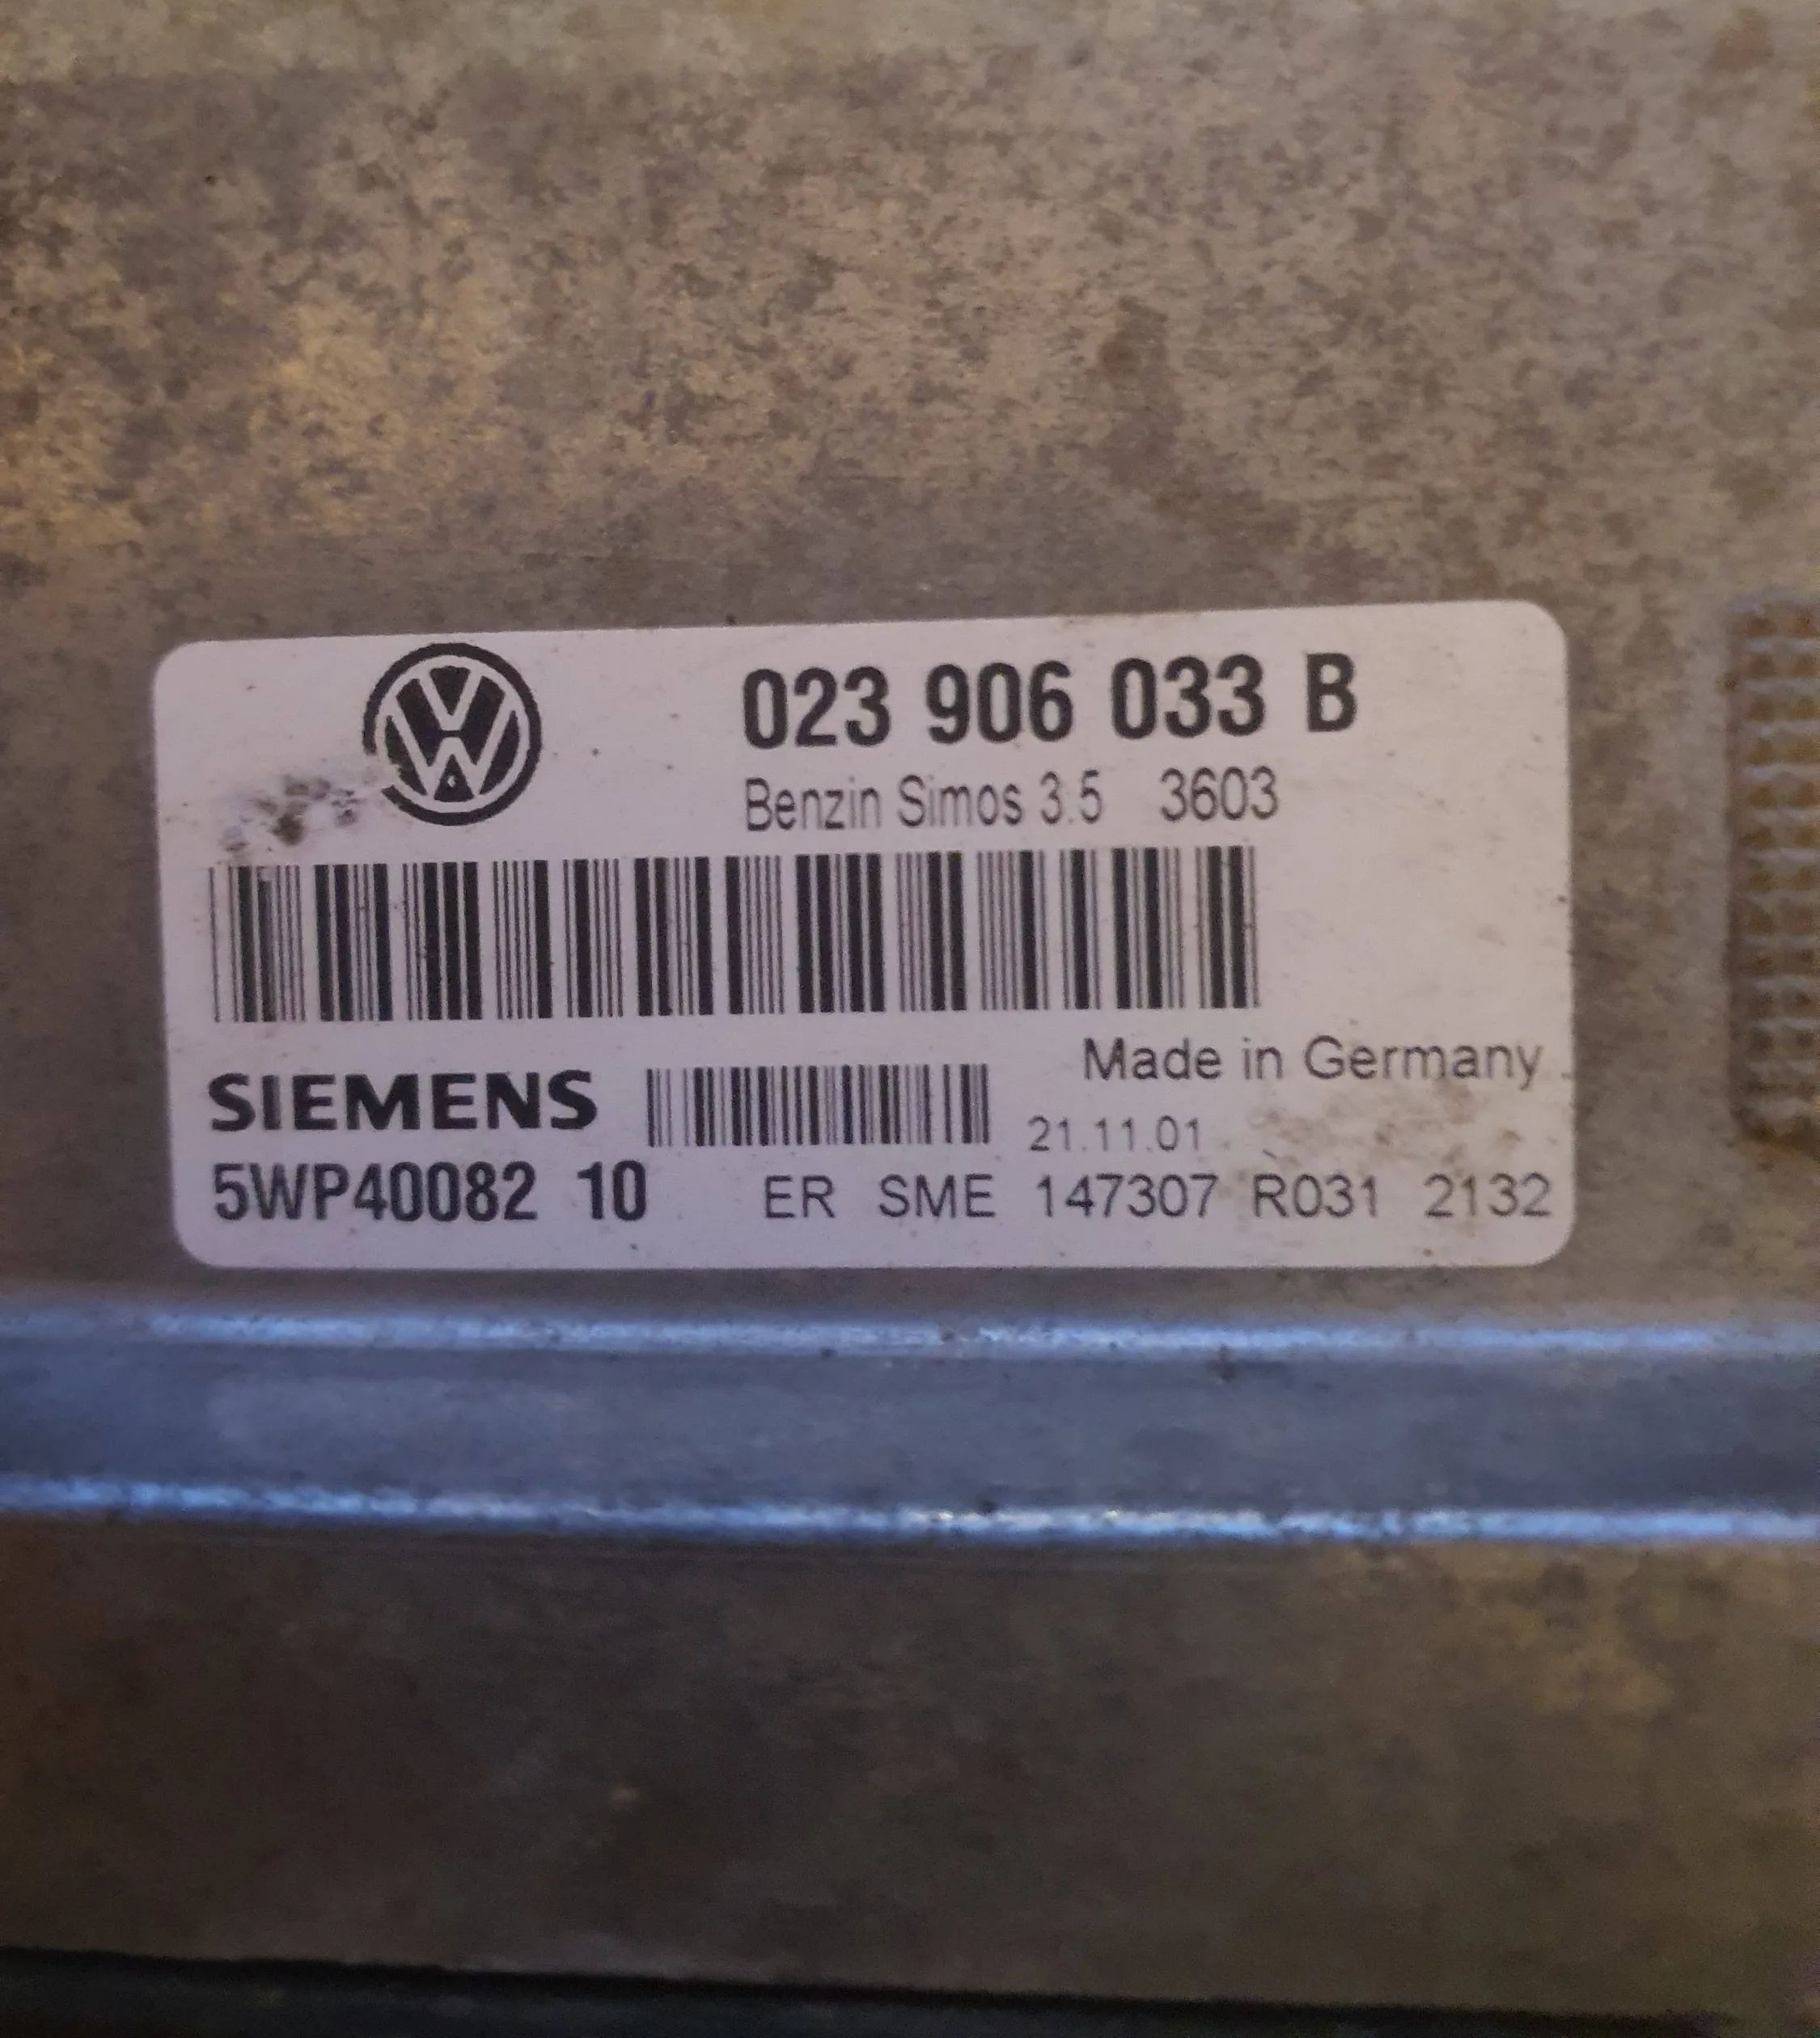 023 906 033 B
Benzin Simos 3.5 3603
Made in Germany
SIEMENS
21.11.01
5WP40082 10 ER SME 147307 R031 2132